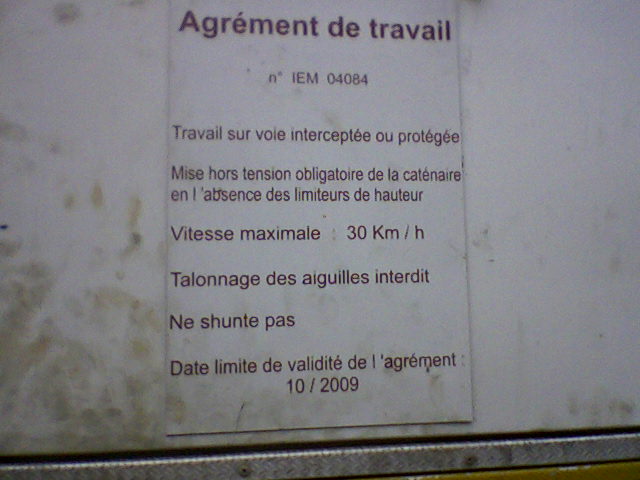 Agrément de travail
n° IEM 04084
Travail sur voie interceptée ou protégée
Mise hors tension obligatoire de la caténaire
en l 'absence des limiteurs de hauteur
Vitesse maximale : 30 Km / h
Talonnage des aiguilles interdit
Ne shunte pas
Date limite de validité de l 'agrément :
10 / 2009